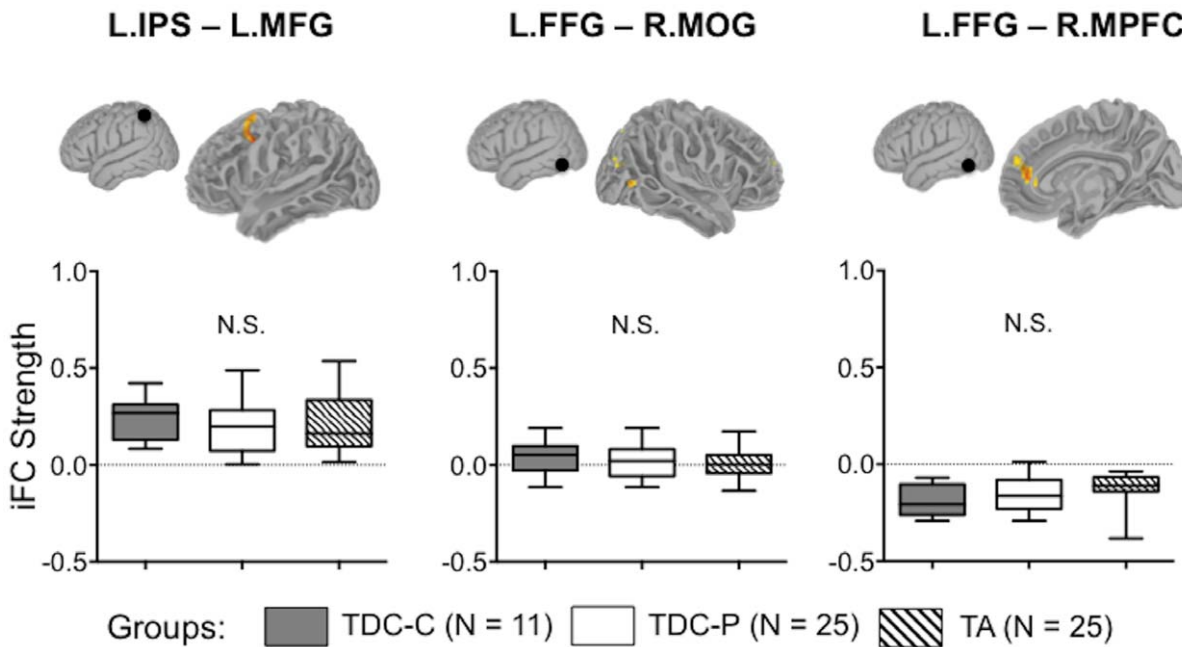 L.IPS – L.MFG
L.FFG – R.MOG
L.FFG – R.MPFC
iFC Strength
1.0
0.5
0.0
-0.5
N.S.
1.0
0.5
0.0
-0.5
N.S.
1.0
0.5
0.0
-0.5
N.S.
Groups: TDC-C (N = 11) TDC-P (N = 25) TA (N = 25)